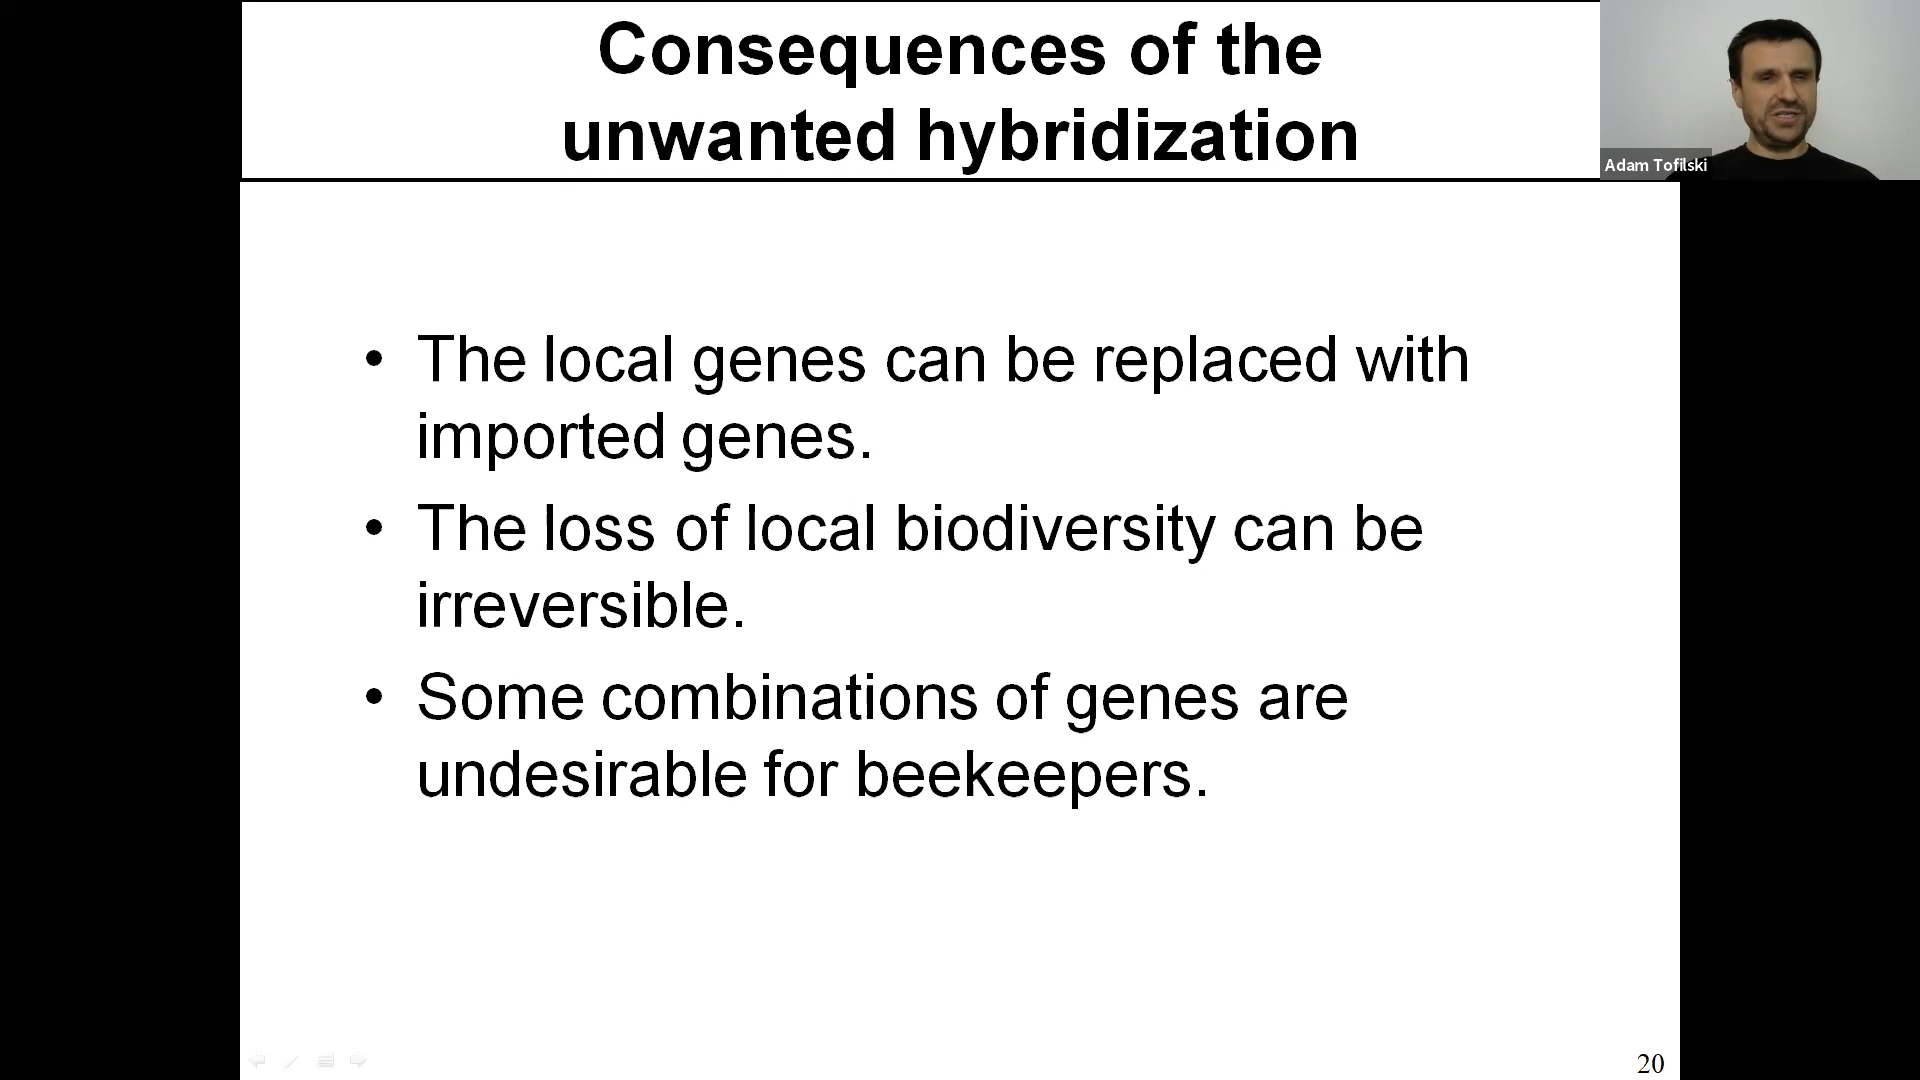 Consequences of the
unwanted hybridization
Adam Tofilski
• The local genes can be replaced with
imported genes.
• The loss of local biodiversity can be
irreversible.
• Some combinations of genes are
undesirable for beekeepers.
20